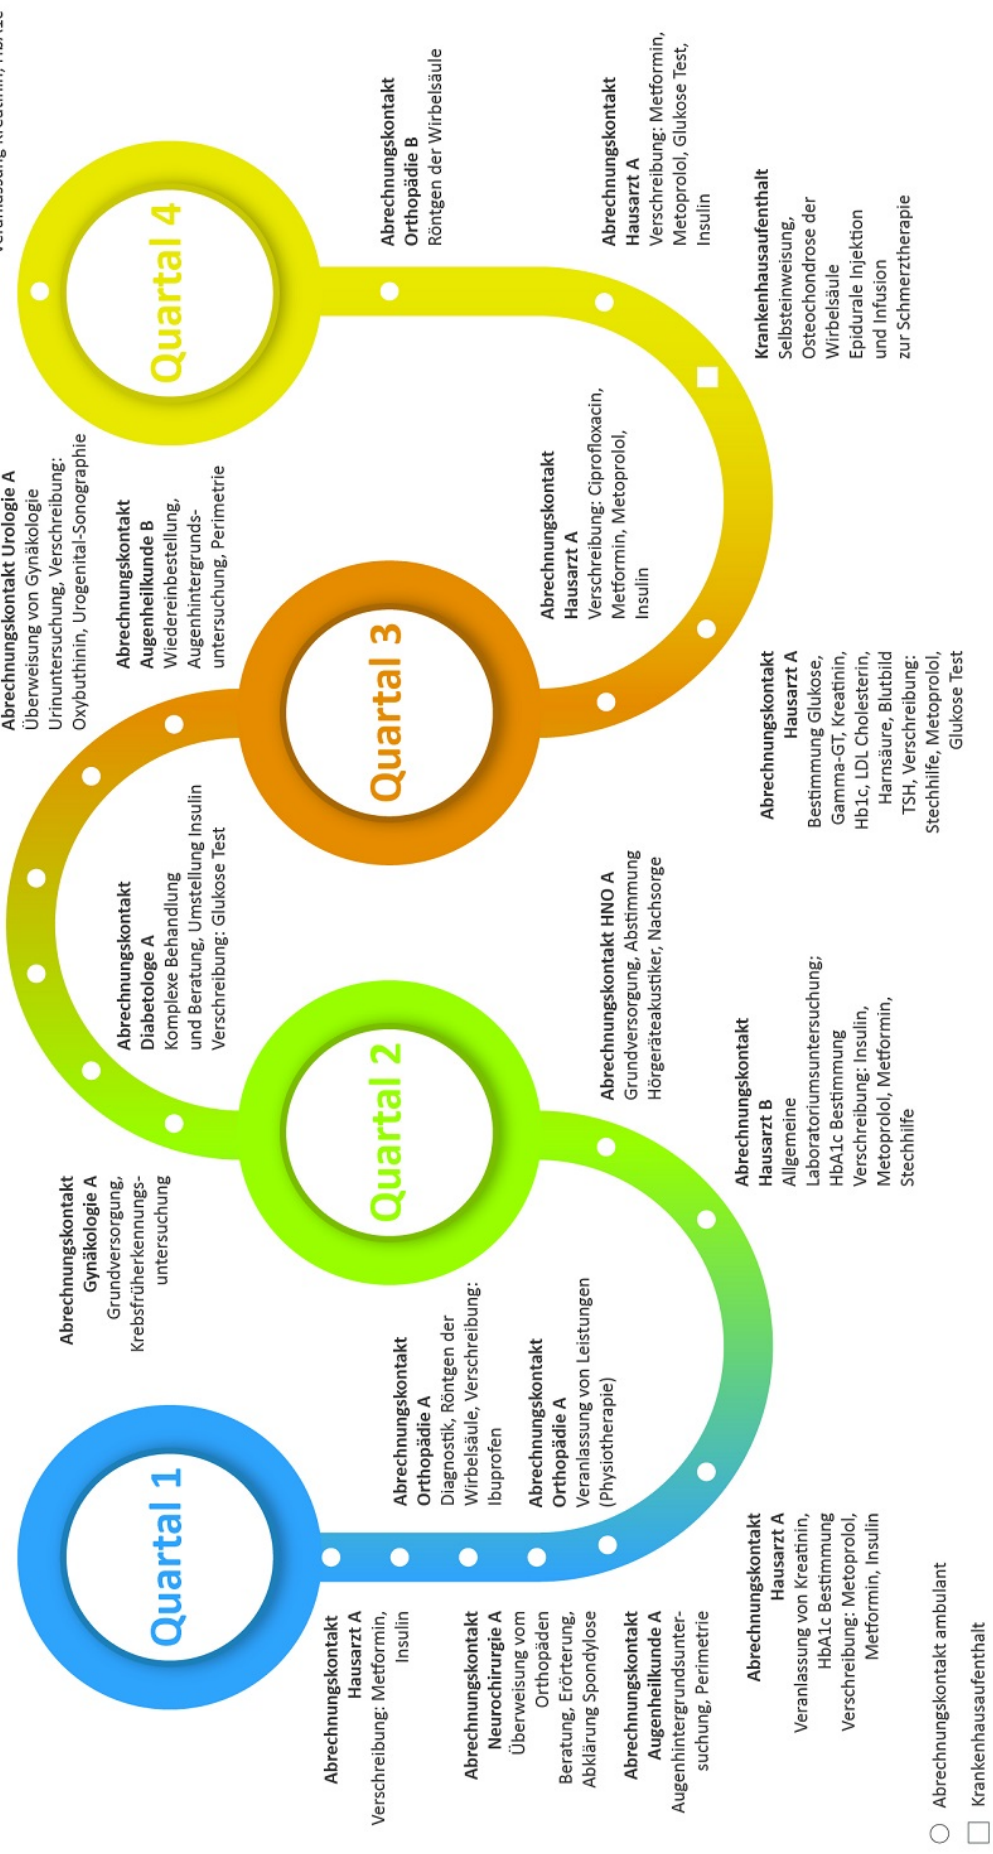 Quartal 1
Abrechnungskontakt
Hausarzt A
Verschreibung: Metformin,
Insulin
Abrechnungskontakt
Orthopädie A
Diagnostik, Röntgen der
Wirbelsäule, Verschreibung:
Ibuprofen
Abrechnungskontakt
Neurochirurgie A
Überweisung vom
Orthopäden
Beratung, Erörterung,
Abklärung Spondylose
Abrechnungskontakt
Orthopädie A
Veranlassung von Leistungen
(Physiotherapie)
Abrechnungskontakt
Augenheilkunde A
Augenhintergrundsunter-
suchung, Perimetrie
Abrechnungskontakt
Hausarzt A
Veranlassung von Kreatinin,
HbA1c Bestimmung
Verschreibung: Metoprolol,
Metformin, Insulin
Abrechnungskontakt
Hausarzt B
Allgemeine
Laboratoriumsuntersuchung;
HbA1c Bestimmung
Verschreibung: Insulin,
Metoprolol, Metformin,
Stechhilfe
Abrechnungskontakt HNO A
Grundversorgung, Abstimmung
Hörgeräteakustiker, Nachsorge
Quartal 2
Abrechnungskontakt
Gynäkologie A
Grundversorgung,
Krebsfrüherkennungs-
untersuchung
Abrechnungskontakt
Diabetologe A
Komplexe Behandlung
und Beratung, Umstellung Insulin
Verschreibung: Glukose Test
Abrechnungskontakt Urologie A
Überweisung von Gynäkologie
Urinuntersuchung, Verschreibung:
Oxybuthinin, Urogenital-Sonographie
Abrechnungskontakt
Augenheilkunde B
Wiedereinbestellung,
Augenhintergrunds-
untersuchung, Perimetrie
Quartal 3
Abrechnungskontakt
Hausarzt A
Verschreibung: Ciprofloxacin,
Metformin, Metoprolol,
Insulin
Abrechnungskontakt
Hausarzt A
Bestimmung Glukose,
Gamma-GT, Kreatinin,
Hb1c, LDL Cholesterin,
Harnsäure, Blutbild
TSH, Verschreibung:
Stechhilfe, Metoprolol,
Glukose Test
Krankenhausaufenthalt
Selbsteinweisung,
Osteochondrose der
Wirbelsäule
Epidurale Injektion
und Infusion
zur Schmerztherapie
Abrechnungskontakt
Hausarzt A
Verschreibung: Metformin,
Metoprolol, Glukose Test,
Insulin
Abrechnungskontakt
Orthopädie B
Röntgen der Wirbelsäule
Quartal 4
Abrechnungskontakt ambulant
Krankenhausaufenthalt